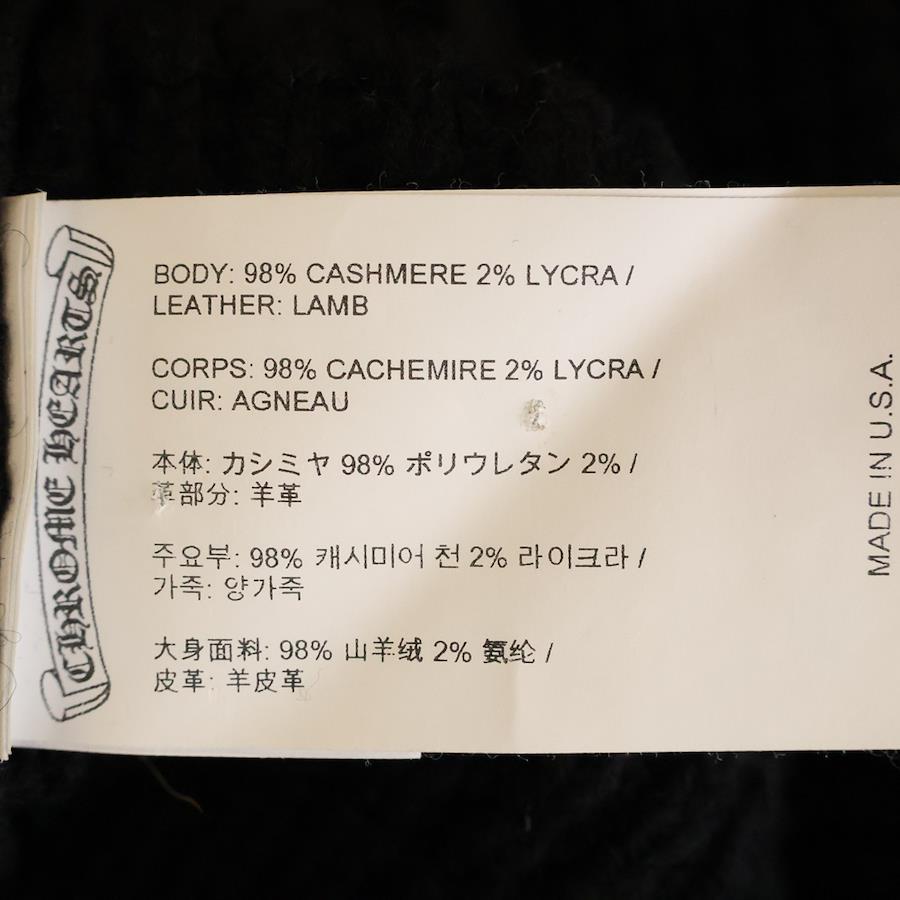 CHROME HEARTS
BODY: 98% CASHMERE 2% LYCRA /
LEATHER: LAMB
CORPS: 98% CACHEMIRE 2% LYCRA /
CUIR: AGNEAU
本体: カシミヤ 98% ポリウレタン 2% /
革部分: 羊革
주요부: 98% 캐시미어 천 2% 라이크라 /
가죽: 양가죽
大身面料: 98% 山羊绒 2% 氨纶 /
皮革: 羊皮革
MADE IN U.S.A.